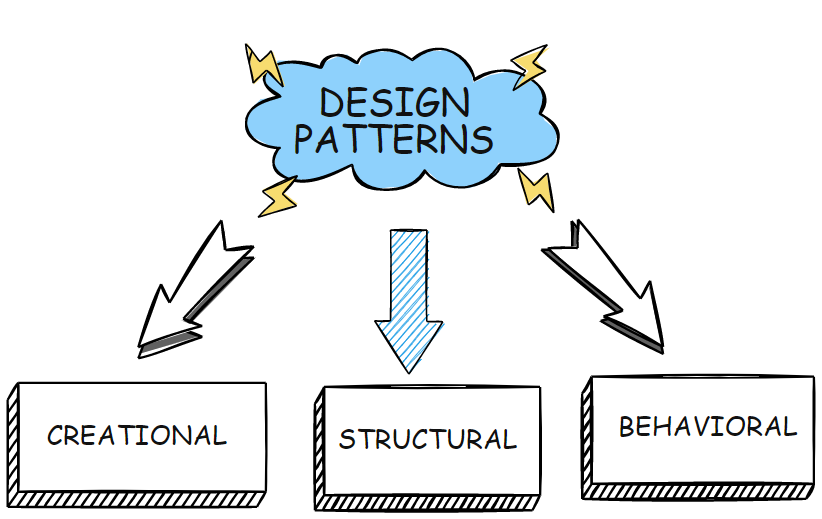 DESIGN
PATTERNS
CREATIONAL
STRUCTURAL
BEHAVIORAL